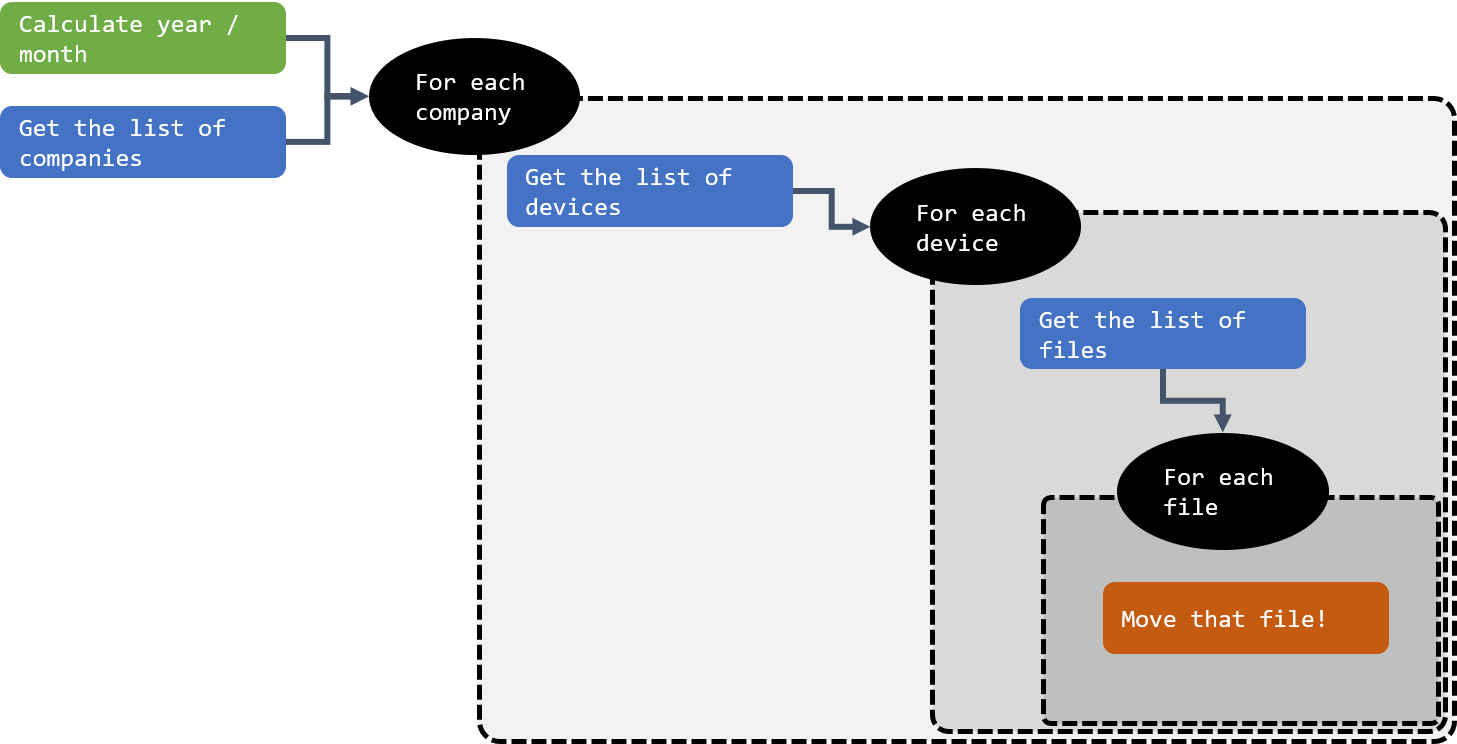 Calculate year /
month
Get the list of
companies
For each
company
Get the list of
devices
For each
device
Get the list of
files
For each
file
Move that file!